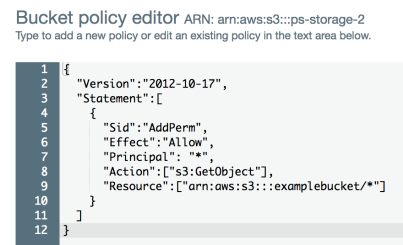 Bucket policy editor ARN: arn:aws:s3:::ps-storage-2
Type to add a new policy or edit an existing policy in the text area below.
1 {
2 "Version":"2012-10-17",
3 "Statement":[
4 {
5 "Sid":"AddPerm",
6 "Effect":"Allow",
7 "Principal": "*",
8 "Action":["s3:GetObject"],
9 "Resource":["arn:aws:s3:::examplebucket/*"]
10 }
11 ]
12 }